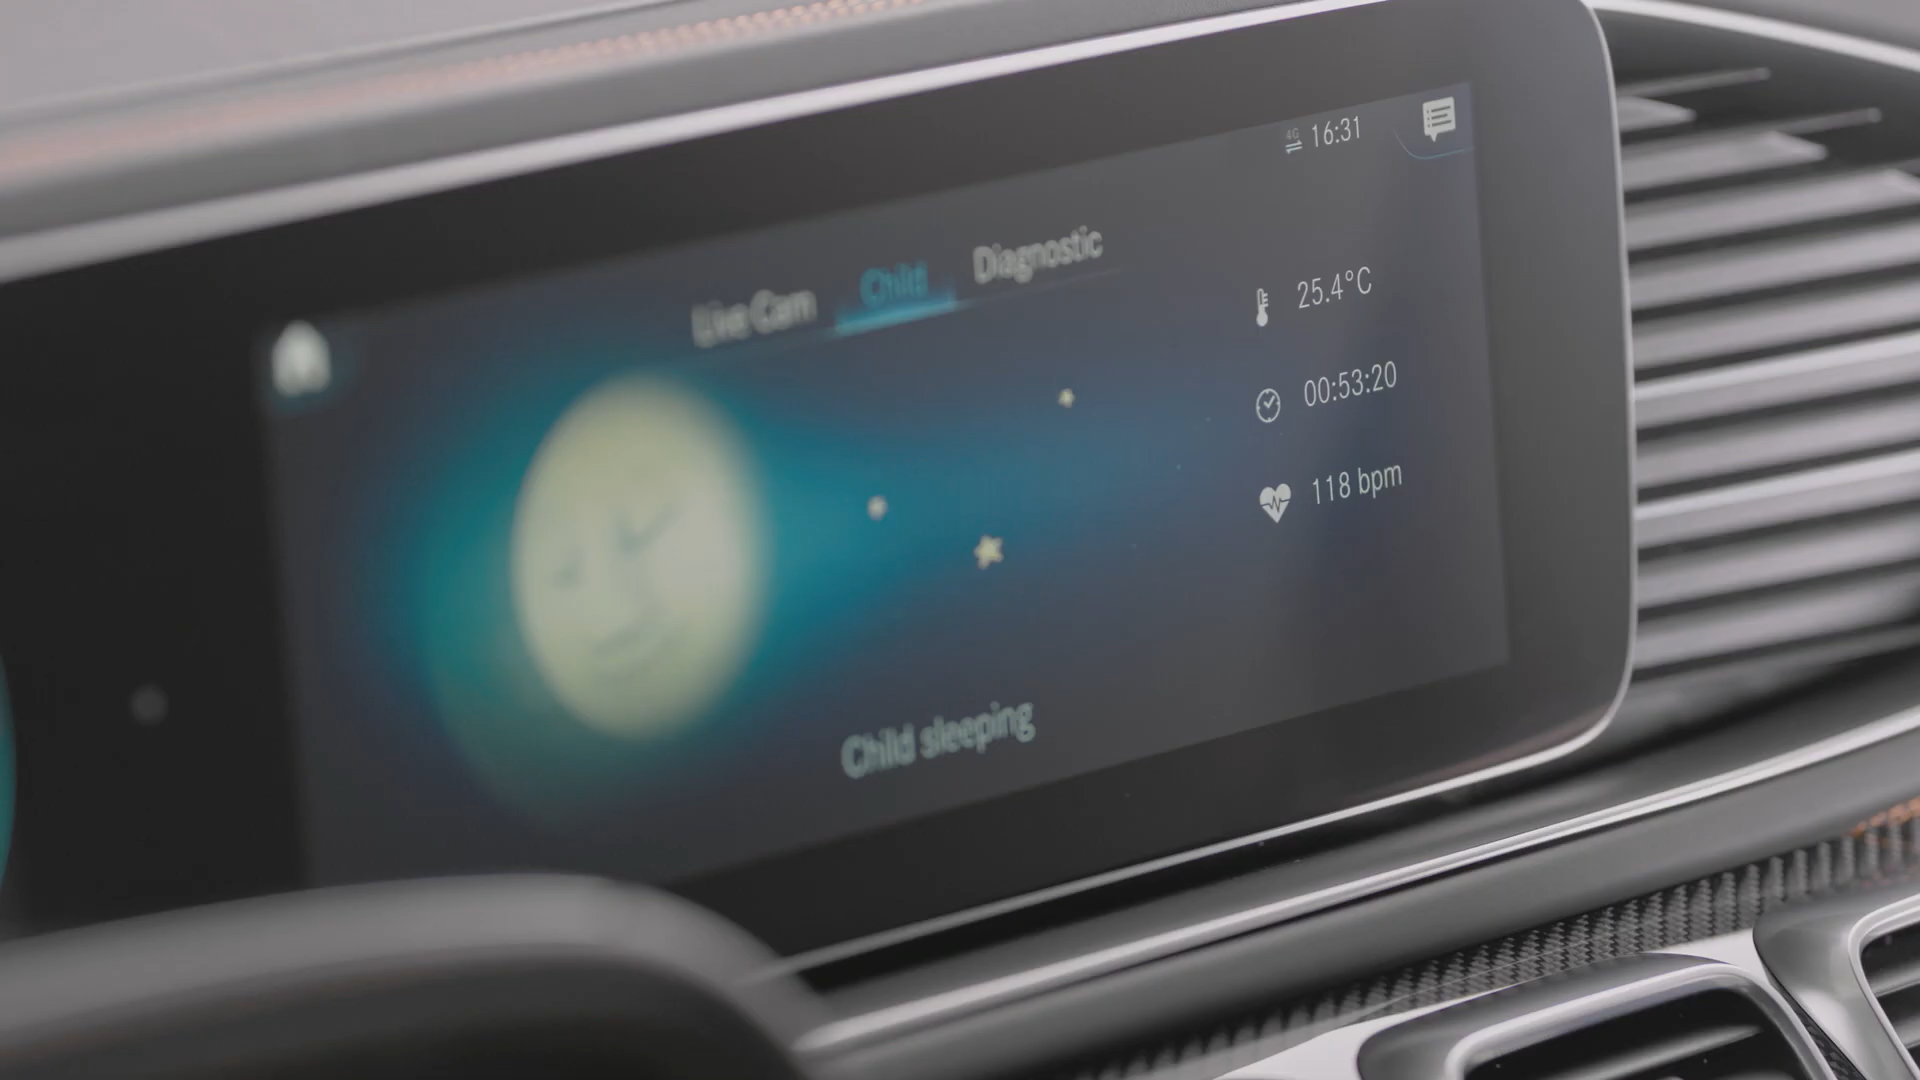 4G 16:31
Live Cam Child Diagnostic
25.4°C
00:53:20
118 bpm
Child sleeping